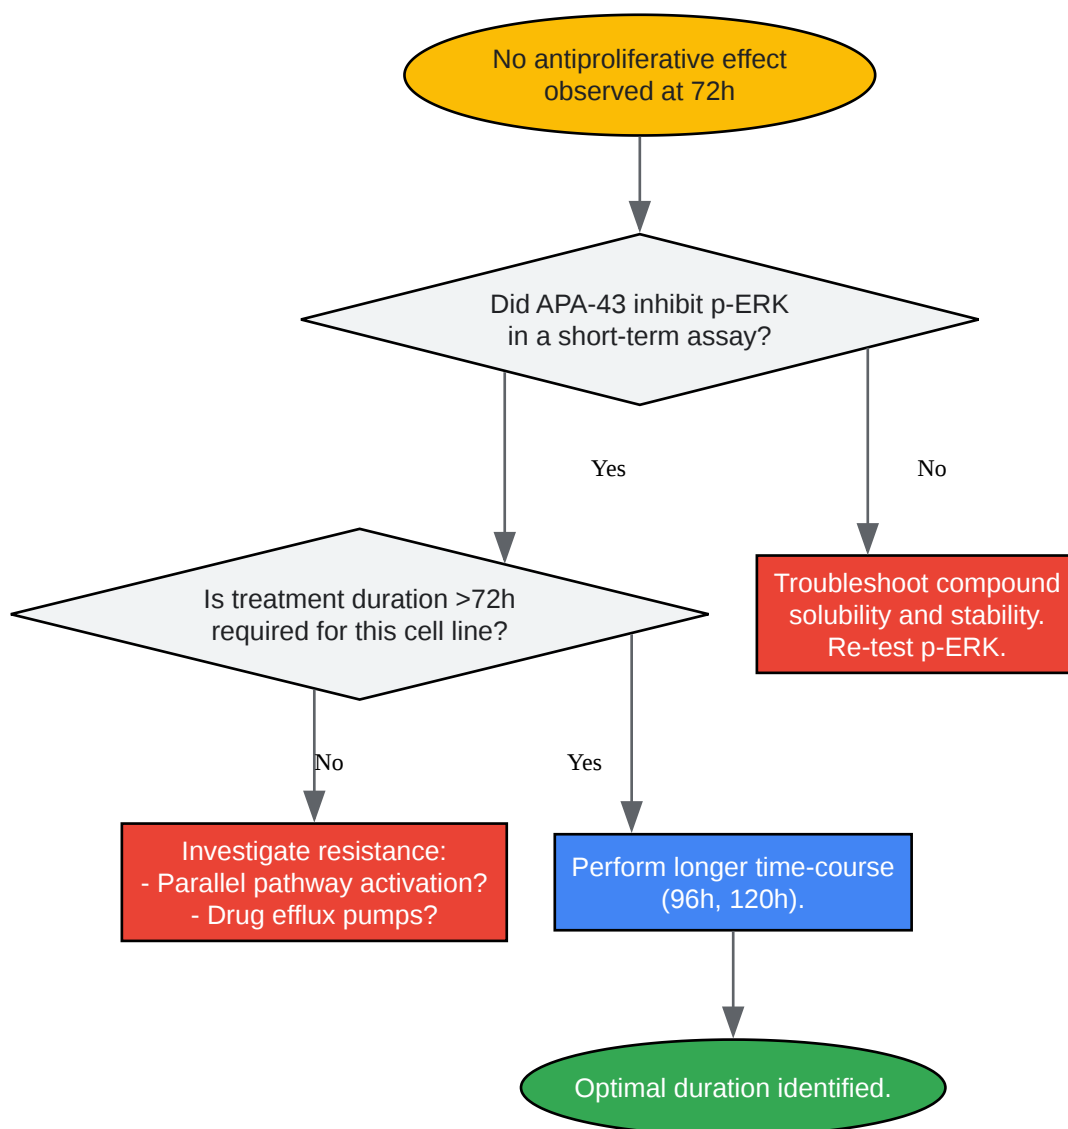 No antiproliferative effect
observed at 72h
Did APA-43 inhibit p-ERK
in a short-term assay?
Yes
No
Is treatment duration >72h
required for this cell line?
Troubleshoot compound
solubility and stability.
Re-test p-ERK.
No
Yes
Investigate resistance:
- Parallel pathway activation?
- Drug efflux pumps?
Perform longer time-course
(96h, 120h).
Optimal duration identified.